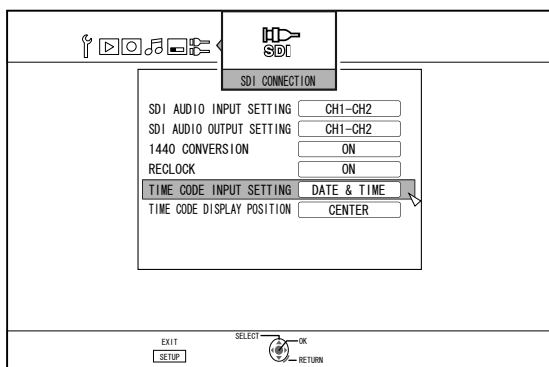 SDI
SDI CONNECTION
SDI AUDIO INPUT SETTING CH1-CH2
SDI AUDIO OUTPUT SETTING CH1-CH2
1440 CONVERSION ON
RECLOCK ON
TIME CODE INPUT SETTING DATE & TIME
TIME CODE DISPLAY POSITION CENTER
EXIT
SETUP
SELECT
OK
RETURN